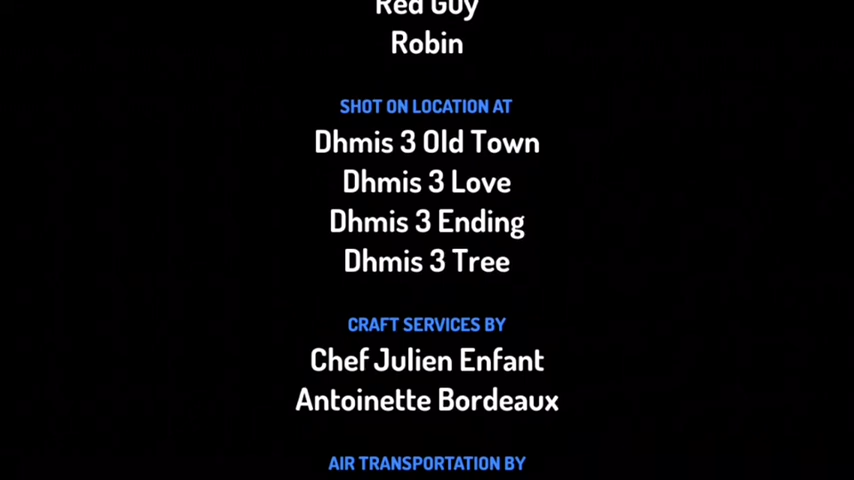 Red Guy
Robin
SHOT ON LOCATION AT
Dhmis 3 Old Town
Dhmis 3 Love
Dhmis 3 Ending
Dhmis 3 Tree
CRAFT SERVICES BY
Chef Julien Enfant
Antoinette Bordeaux
AIR TRANSPORTATION BY